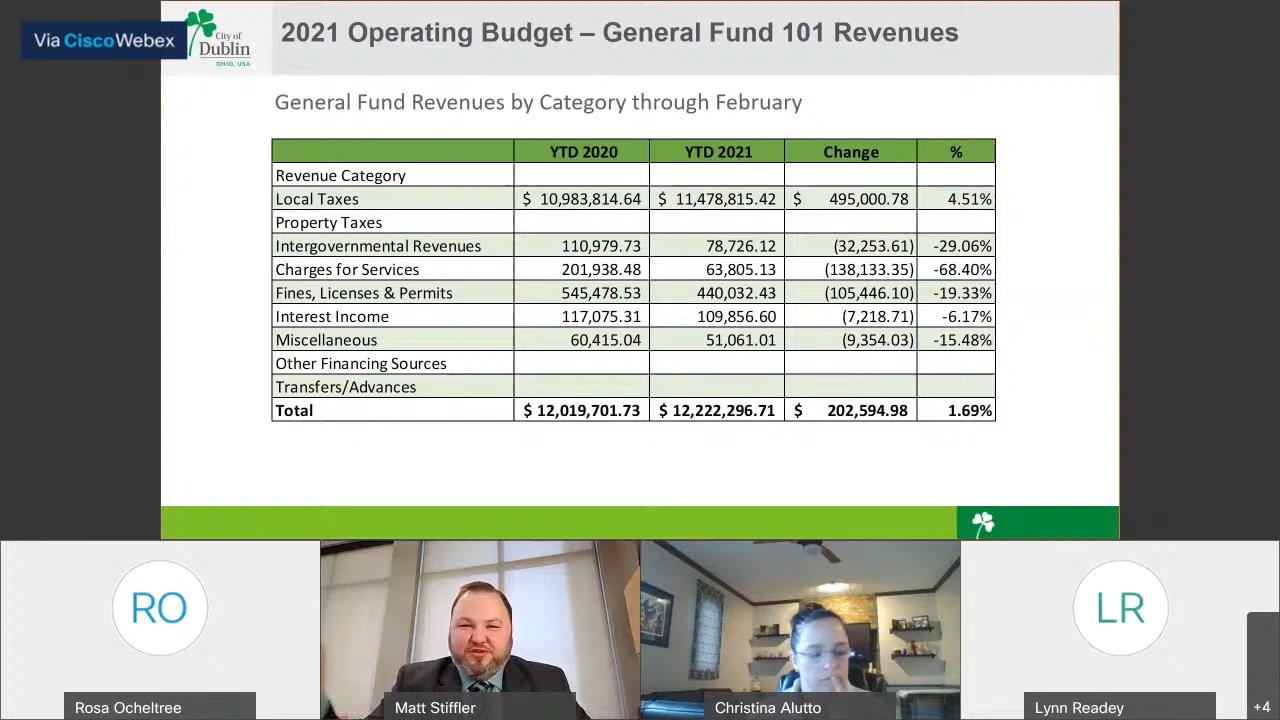 Via Cisco Webex
City of
Dublin
OHIO, USA
2021 Operating Budget – General Fund 101 Revenues
General Fund Revenues by Category through February
YTD 2020 YTD 2021 Change %
Revenue Category
Local Taxes $ 10,983,814.64 $ 11,478,815.42 $ 495,000.78 4.51%
Property Taxes
Intergovernmental Revenues 110,979.73 78,726.12 (32,253.61) -29.06%
Charges for Services 201,938.48 63,805.13 (138,133.35) -68.40%
Fines, Licenses & Permits 545,478.53 440,032.43 (105,446.10) -19.33%
Interest Income 117,075.31 109,856.60 (7,218.71) -6.17%
Miscellaneous 60,415.04 51,061.01 (9,354.03) -15.48%
Other Financing Sources
Transfers/Advances
Total $ 12,019,701.73 $ 12,222,296.71 $ 202,594.98 1.69%
RO
LR
Rosa Ocheltree
Matt Stiffler
Christina Alutto
Lynn Readey
+4